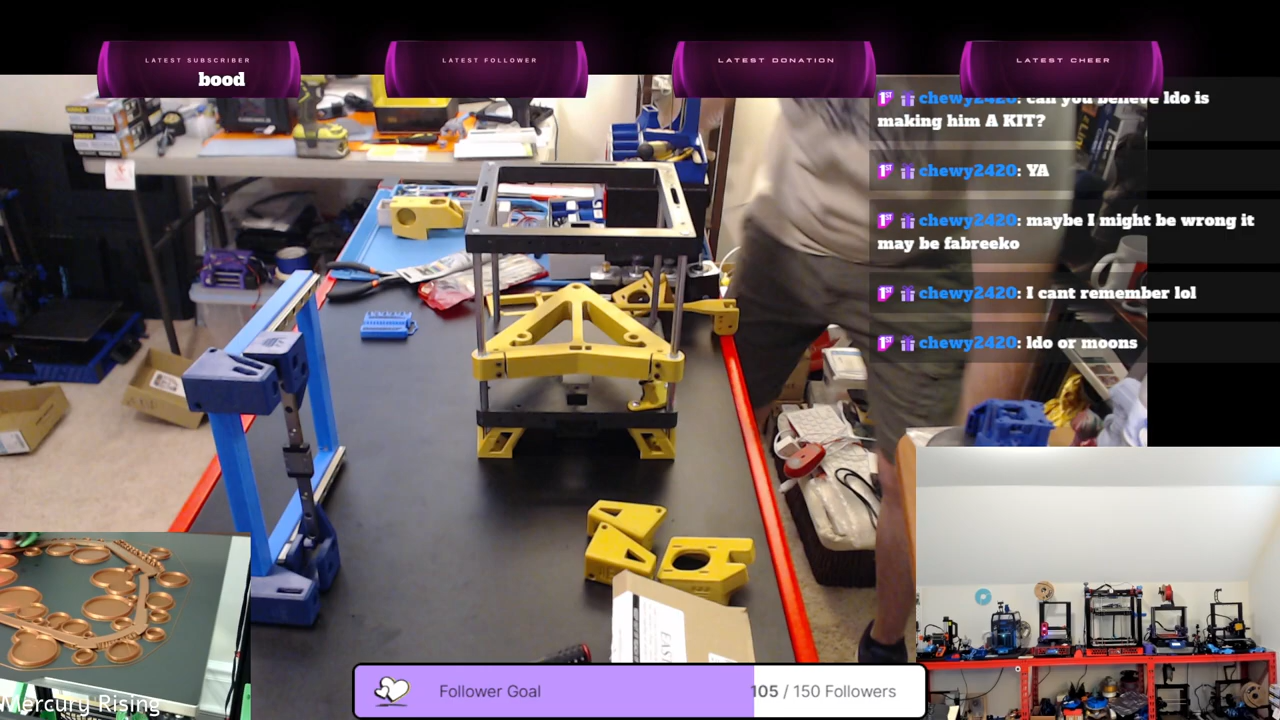 LATEST SUBSCRIBER
bood
LATEST FOLLOWER
LATEST DONATION
LATEST CHEER
chewy2420: can you believe ldo is
making him A KIT?
chewy2420: YA
chewy2420: maybe I might be wrong it
may be fabreeko
chewy2420: I cant remember lol
chewy2420: ldo or moons
Mercury Rising
Follower Goal
105 / 150 Followers